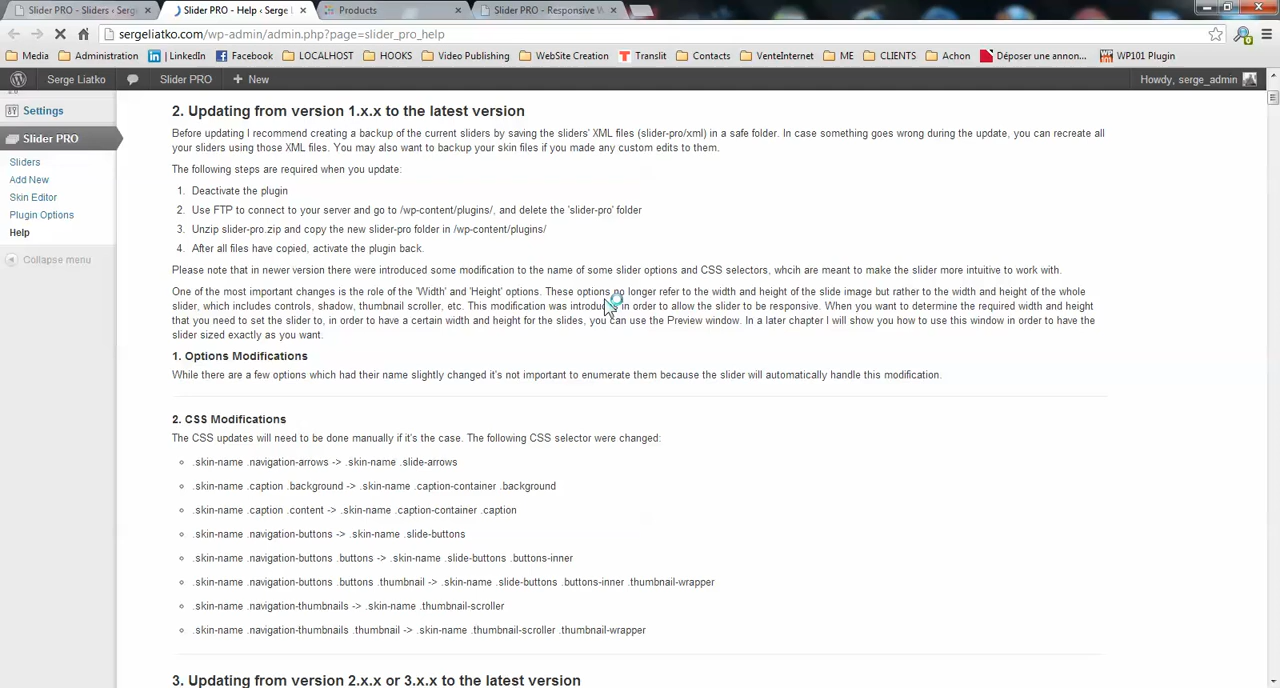 Slider PRO - Sliders ‹ Serg
Slider PRO - Help ‹ Serge L
Products
Slider PRO - Responsive W
sergeliatko.com/wp-admin/admin.php?page=slider_pro_help
Media Administration LinkedIn Facebook LOCALHOST HOOKS Video Publishing WebSite Creation Translit Contacts VenteInternet ME CLIENTS Achon Déposer une annon... WP101 Plugin
Serge Liatko Slider PRO + New Howdy, serge_admin
Settings
Slider PRO
Sliders
Add New
Skin Editor
Plugin Options
Help
Collapse menu
2. Updating from version 1.x.x to the latest version
Before updating I recommend creating a backup of the current sliders by saving the sliders' XML files (slider-pro/xml) in a safe folder. In case something goes wrong during the update, you can recreate all
your sliders using those XML files. You may also want to backup your skin files if you made any custom edits to them.
The following steps are required when you update:
1. Deactivate the plugin
2. Use FTP to connect to your server and go to /wp-content/plugins/, and delete the 'slider-pro' folder
3. Unzip slider-pro.zip and copy the new slider-pro folder in /wp-content/plugins/
4. After all files have copied, activate the plugin back.
Please note that in newer version there were introduced some modification to the name of some slider options and CSS selectors, whcih are meant to make the slider more intuitive to work with.
One of the most important changes is the role of the 'Width' and 'Height' options. These options no longer refer to the width and height of the slide image but rather to the width and height of the whole
slider, which includes controls, shadow, thumbnail scroller, etc. This modification was introduces in order to allow the slider to be responsive. When you want to determine the required width and height
that you need to set the slider to, in order to have a certain width and height for the slides, you can use the Preview window. In a later chapter I will show you how to use this window in order to have the
slider sized exactly as you want.
1. Options Modifications
While there are a few options which had their name slightly changed it's not important to enumerate them because the slider will automatically handle this modification.
2. CSS Modifications
The CSS updates will need to be done manually if it's the case. The following CSS selector were changed:
.skin-name .navigation-arrows -> .skin-name .slide-arrows
.skin-name .caption .background -> .skin-name .caption-container .background
.skin-name .caption .content -> .skin-name .caption-container .caption
.skin-name .navigation-buttons -> .skin-name .slide-buttons
.skin-name .navigation-buttons .buttons -> .skin-name .slide-buttons .buttons-inner
.skin-name .navigation-buttons .buttons .thumbnail -> .skin-name .slide-buttons .buttons-inner .thumbnail-wrapper
.skin-name .navigation-thumbnails -> .skin-name .thumbnail-scroller
.skin-name .navigation-thumbnails .thumbnail -> .skin-name .thumbnail-scroller .thumbnail-wrapper
3. Updating from version 2.x.x or 3.x.x to the latest version